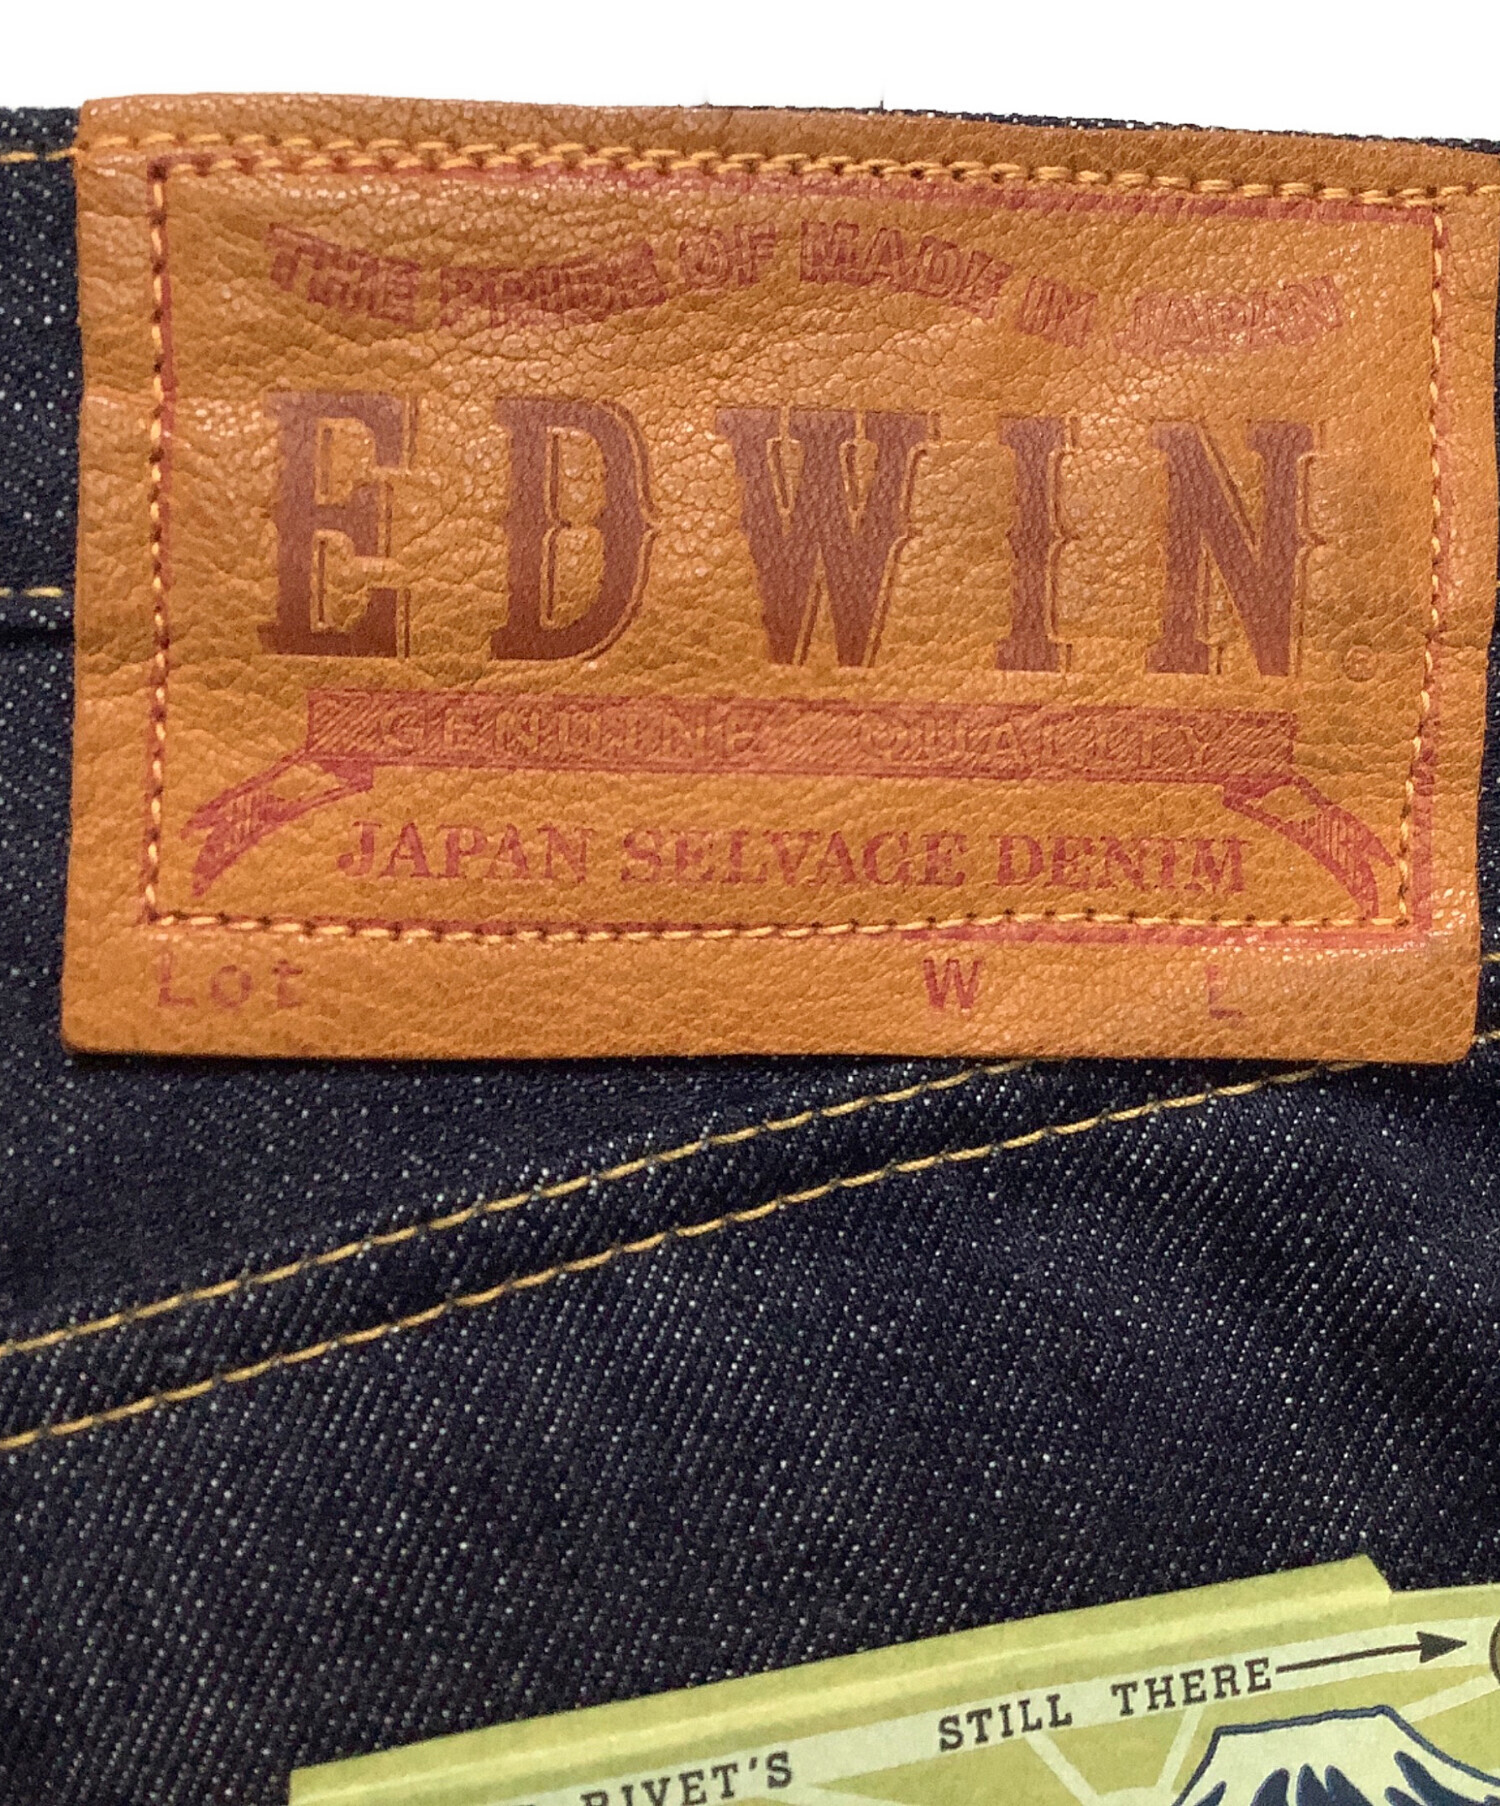 THE PRIDE OF MADE IN JAPAN
EDWIN®
GENUINE QUALITY
JAPAN SELVAGE DENIM
Lot W L
STILL THERE
RIVET'S